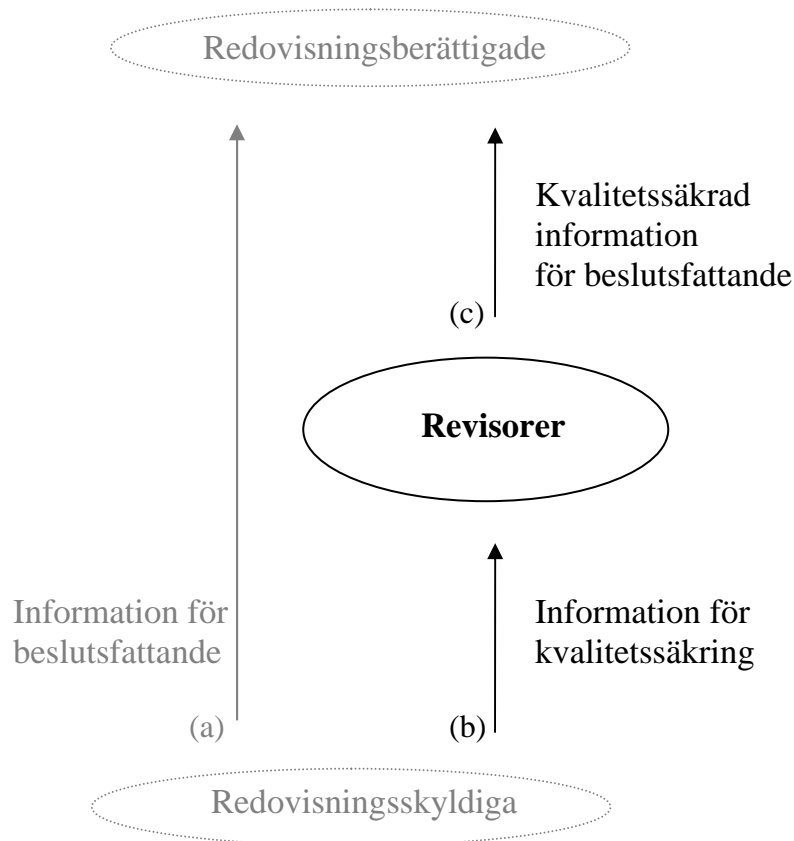 Redovisningsberättigade
Kvalitetssäkrad
information
för beslutsfattande
(c)
Revisorer
Information för
beslutsfattande
Information för
kvalitetssäkring
(a)
(b)
Redovisningsskyldiga